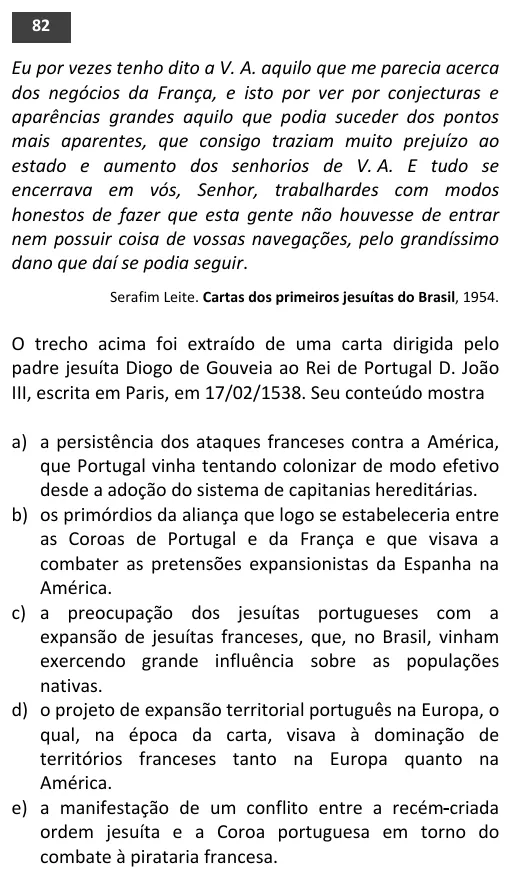 82
Eu por vezes tenho dito a V. A. aquilo que me parecia acerca
dos negócios da França, e isto por ver por conjecturas e
aparências grandes aquilo que podia suceder dos pontos
mais aparentes, que consigo traziam muito prejuízo ao
estado e aumento dos senhorios de V. A. E tudo se
encerrava em vós, Senhor, trabalhardes com modos
honestos de fazer que esta gente não houvesse de entrar
nem possuir coisa de vossas navegações, pelo grandíssimo
dano que daí se podia seguir.
Serafim Leite. Cartas dos primeiros jesuítas do Brasil, 1954.
O trecho acima foi extraído de uma carta dirigida pelo
padre jesuíta Diogo de Gouveia ao Rei de Portugal D. João
III, escrita em Paris, em 17/02/1538. Seu conteúdo mostra
a) a persistência dos ataques franceses contra a América,
que Portugal vinha tentando colonizar de modo efetivo
desde a adoção do sistema de capitanias hereditárias.
b) os primórdios da aliança que logo se estabeleceria entre
as Coroas de Portugal e da França e que visava a
combater as pretensões expansionistas da Espanha na
América.
c) a preocupação dos jesuítas portugueses com a
expansão de jesuítas franceses, que, no Brasil, vinham
exercendo grande influência sobre as populações
nativas.
d) o projeto de expansão territorial português na Europa, o
qual, na época da carta, visava à dominação de
territórios franceses tanto na Europa quanto na
América.
e) a manifestação de um conflito entre a recém-criada
ordem jesuíta e a Coroa portuguesa em torno do
combate à pirataria francesa.